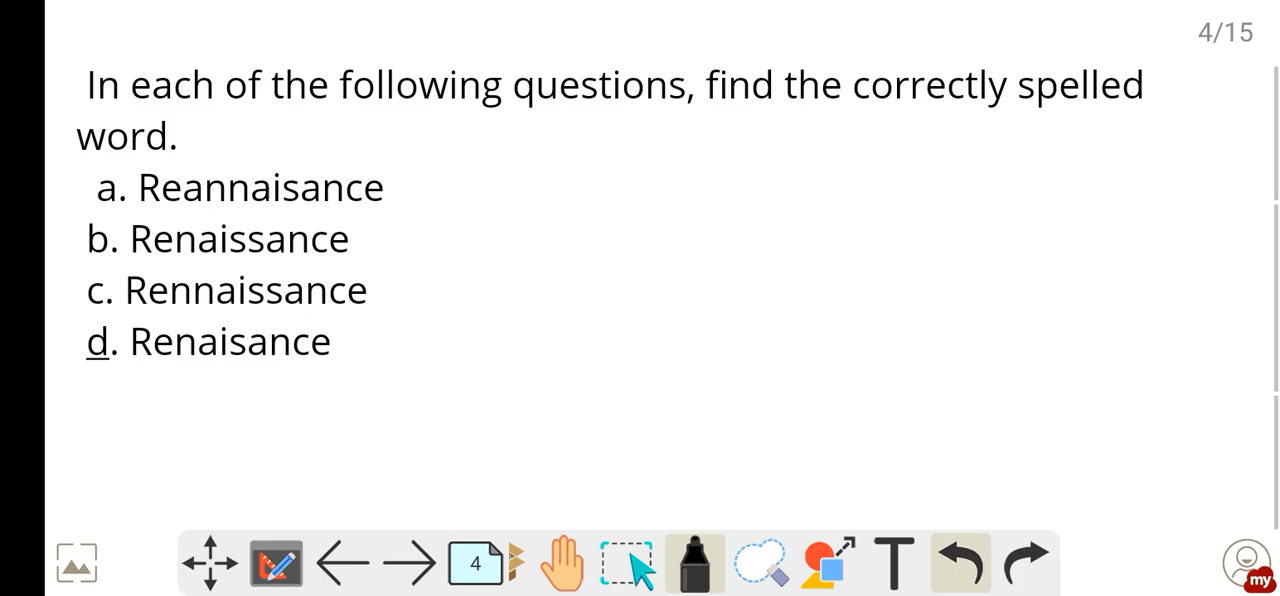 4/15
In each of the following questions, find the correctly spelled
word.
a. Reannaisance
b. Renaissance
c. Rennaissance
d. Renaisance
4
T
my